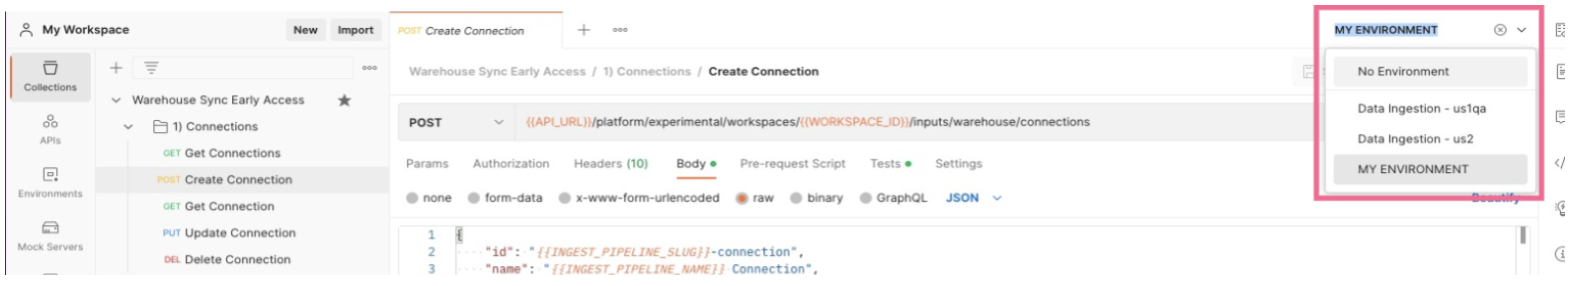 My Workspace
New
Import
POST Create Connection
MY ENVIRONMENT
No Environment
Data Ingestion - us1qa
Data Ingestion - us2
MY ENVIRONMENT
Collections
APIs
Environments
Mock Servers
Warehouse Sync Early Access
1) Connections
GET Get Connections
POST Create Connection
GET Get Connection
PUT Update Connection
DEL Delete Connection
Warehouse Sync Early Access / 1) Connections / Create Connection
POST
{{API_URL}}/platform/experimental/workspaces/{{WORKSPACE_ID}}/inputs/warehouse/connections
Params Authorization Headers (10) Body Pre-request Script Tests Settings
none form-data x-www-form-urlencoded raw binary GraphQL JSON
Beautify
1 {
2 "id": "{{INGEST_PIPELINE_SLUG}}-connection",
3 "name": "{{INGEST_PIPELINE_NAME}} Connection",